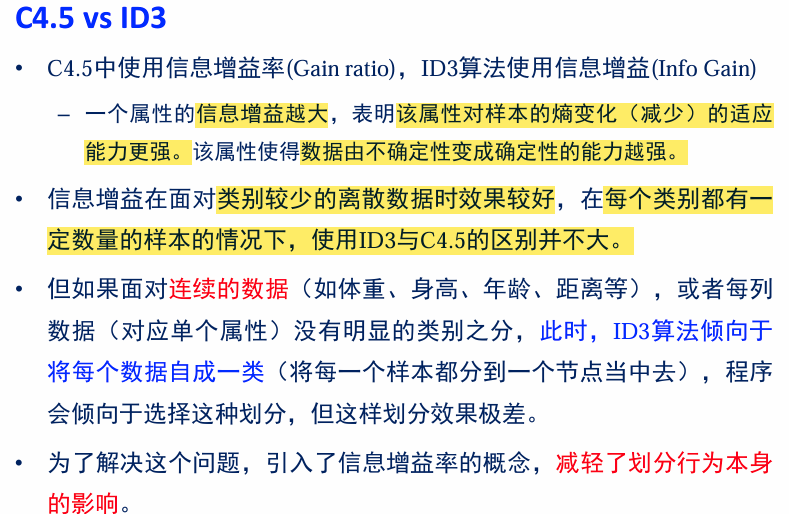 C4.5 vs ID3
• C4.5中使用信息增益率(Gain ratio)，ID3算法使用信息增益(Info Gain)
– 一个属性的信息增益越大，表明该属性对样本的熵变化（减少）的适应
能力更强。该属性使得数据由不确定性变成确定性的能力越强。
• 信息增益在面对类别较少的离散数据时效果较好，在每个类别都有一
定数量的样本的情况下，使用ID3与C4.5的区别并不大。
• 但如果面对连续的数据（如体重、身高、年龄、距离等），或者每列
数据（对应单个属性）没有明显的类别之分，此时，ID3算法倾向于
将每个数据自成一类（将每一个样本都分到一个节点当中去），程序
会倾向于选择这种划分，但这样划分效果极差。
• 为了解决这个问题，引入了信息增益率的概念，减轻了划分行为本身
的影响。